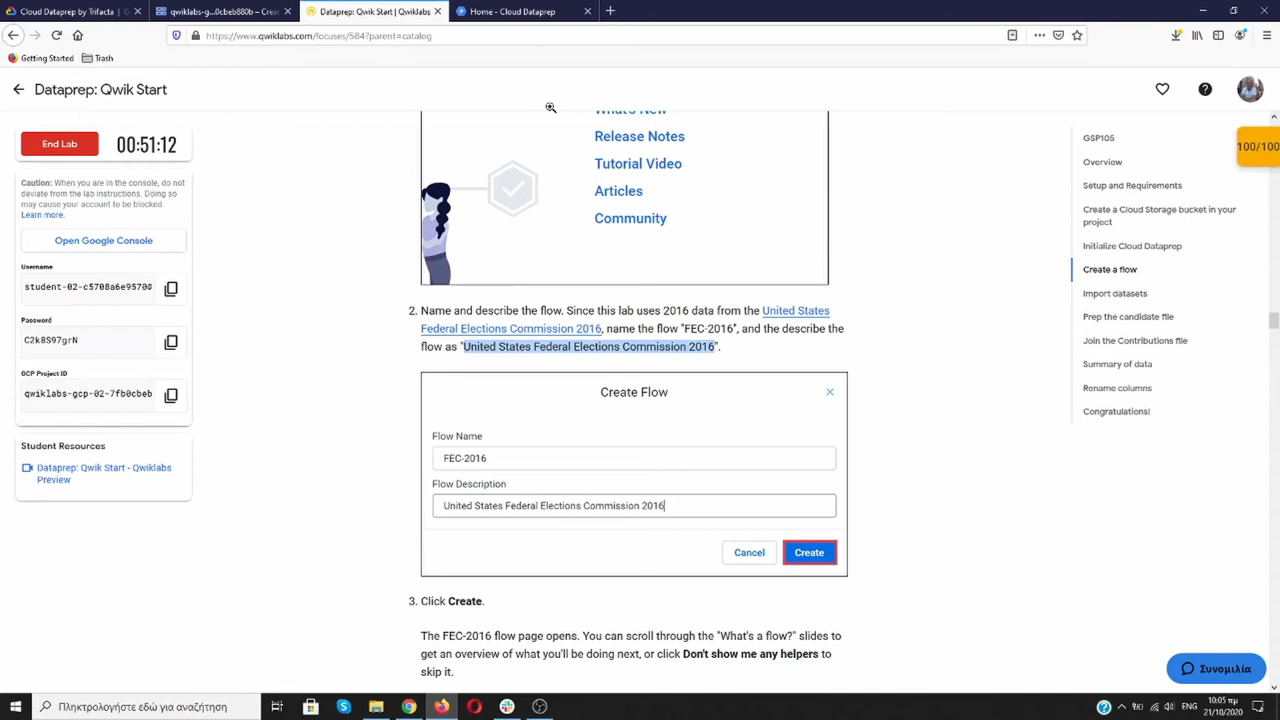 Cloud Dataprep by Trifacta |
qwiklabs-g...0cbeb880b – Crea
Dataprep: Qwik Start | Qwiklabs
Home - Cloud Dataprep
https://www.qwiklabs.com/focuses/584?parent=catalog
Getting Started
Trash
Dataprep: Qwik Start
End Lab
00:51:12
Caution: When you are in the console, do not
deviate from the lab instructions. Doing so
may cause your account to be blocked.
Learn more.
Open Google Console
Username
student-02-c5708a6e9570@
Password
C2k8S97grN
GCP Project ID
qwiklabs-gcp-02-7fb0cbeb
Student Resources
Dataprep: Qwik Start - Qwiklabs
Preview
What's New
Release Notes
Tutorial Video
Articles
Community
2. Name and describe the flow. Since this lab uses 2016 data from the United States
Federal Elections Commission 2016, name the flow "FEC-2016", and the describe the
flow as "United States Federal Elections Commission 2016".
Create Flow
Flow Name
FEC-2016
Flow Description
United States Federal Elections Commission 2016
Cancel
Create
3. Click Create.
The FEC-2016 flow page opens. You can scroll through the "What's a flow?" slides to
get an overview of what you'll be doing next, or click Don't show me any helpers to
skip it.
GSP105
Overview
Setup and Requirements
Create a Cloud Storage bucket in your
project
Initialize Cloud Dataprep
Create a flow
Import datasets
Prep the candidate file
Join the Contributions file
Summary of data
Rename columns
Congratulations!
100/100
Συνομιλία
Πληκτρολογήστε εδώ για αναζήτηση
10:05 πμ
21/10/2020